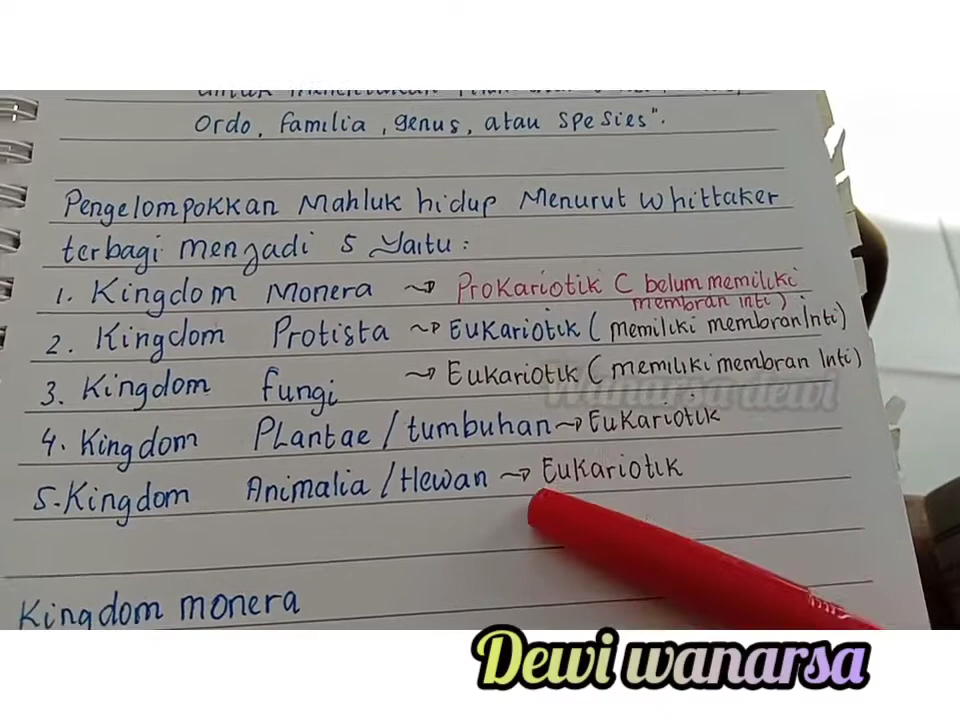 Ordo, familia, genus, atau spesies".
Pengelompokkan Mahluk hidup Menurut Whittaker
terbagi menjadi 5 Yaitu :
1. Kingdom Monera → Prokariotik ( belum memiliki
membran inti )
2. Kingdom Protista → Eukariotik ( memiliki membran Inti )
3. Kingdom fungi → Eukariotik ( memiliki membran Inti )
Wanarsa dewi
4. Kingdom PLantae / tumbuhan → Eukariotik
5. Kingdom Animalia / Hewan → Eukariotik
Kingdom monera
Dewi wanarsa